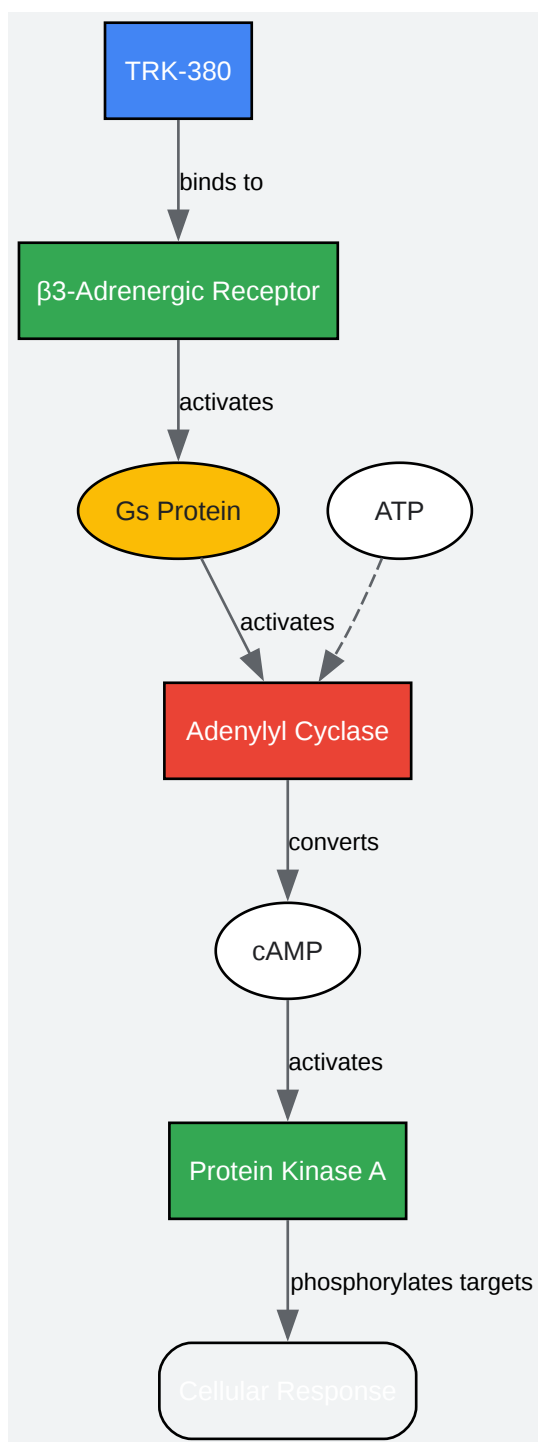 TRK-380
binds to
β3-Adrenergic Receptor
activates
Gs Protein
ATP
activates
Adenylyl Cyclase
converts
cAMP
activates
Protein Kinase A
phosphorylates targets
Cellular Response